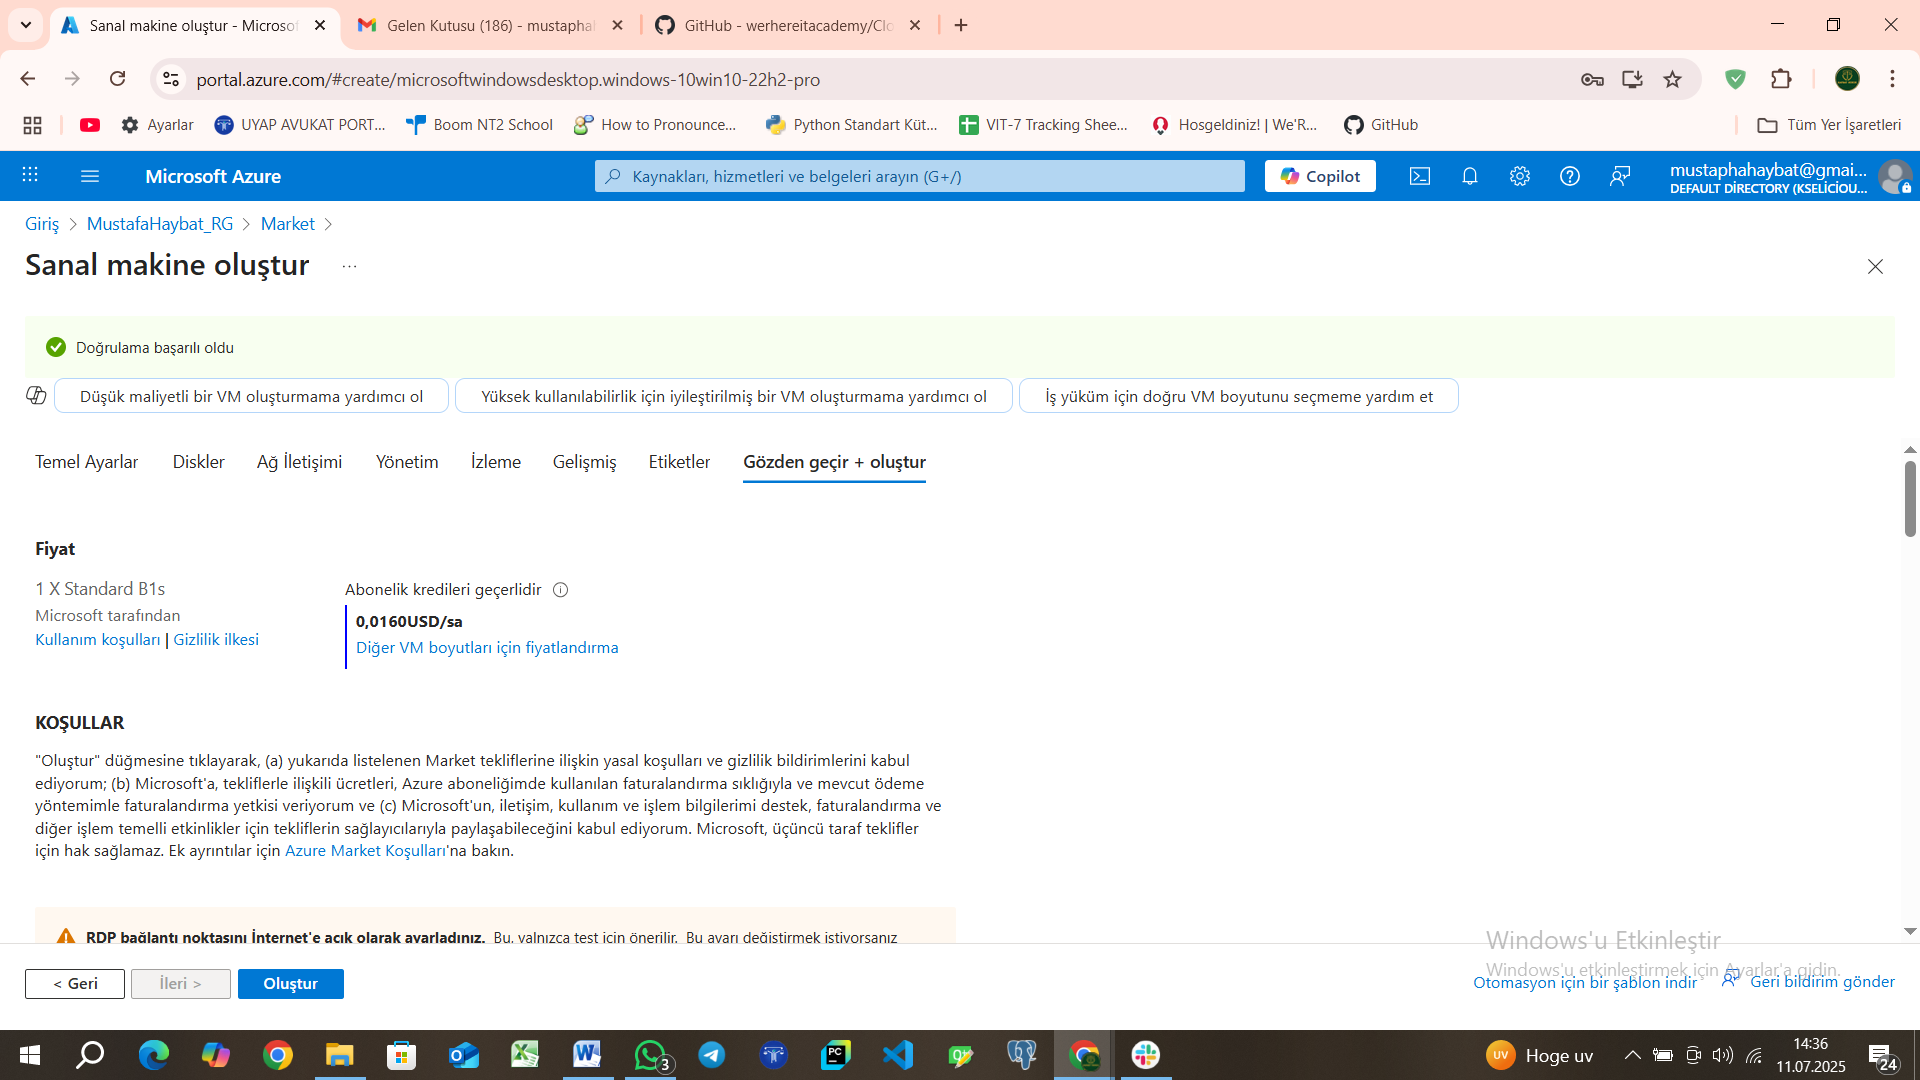 Sanal makine oluştur - Microsof
Gelen Kutusu (186) - mustaphal
GitHub - werhereitacademy/Clo
portal.azure.com/#create/microsoftwindowsdesktop.windows-10win10-22h2-pro
Ayarlar
UYAP AVUKAT PORT...
Boom NT2 School
How to Pronounce...
Python Standart Küt...
VIT-7 Tracking Shee...
Hosgeldiniz! | We'R...
GitHub
Tüm Yer İşaretleri
Microsoft Azure
Kaynakları, hizmetleri ve belgeleri arayın (G+/)
Copilot
mustaphahaybat@gmai...
DEFAULT DİRECTORY (KSELİCİOU...
Giriş > MustafaHaybat_RG > Market >
Sanal makine oluştur ...
Doğrulama başarılı oldu
Düşük maliyetli bir VM oluşturmama yardımcı ol
Yüksek kullanılabilirlik için iyileştirilmiş bir VM oluşturmama yardımcı ol
İş yüküm için doğru VM boyutunu seçmeme yardım et
Temel Ayarlar
Diskler
Ağ İletişimi
Yönetim
İzleme
Gelişmiş
Etiketler
Gözden geçir + oluştur
Fiyat
1 X Standard B1s
Microsoft tarafından
Kullanım koşulları | Gizlilik ilkesi
Abonelik kredileri geçerlidir
0,0160USD/sa
Diğer VM boyutları için fiyatlandırma
KOŞULLAR
"Oluştur" düğmesine tıklayarak, (a) yukarıda listelenen Market tekliflerine ilişkin yasal koşulları ve gizlilik bildirimlerini kabul
ediyorum; (b) Microsoft'a, tekliflerle ilişkili ücretleri, Azure aboneliğimde kullanılan faturalandırma sıklığıyla ve mevcut ödeme
yöntemimle faturalandırma yetkisi veriyorum ve (c) Microsoft'un, iletişim, kullanım ve işlem bilgilerimi destek, faturalandırma ve
diğer işlem temelli etkinlikler için tekliflerin sağlayıcılarıyla paylaşabileceğini kabul ediyorum. Microsoft, üçüncü taraf teklifler
için hak sağlamaz. Ek ayrıntılar için Azure Market Koşulları'na bakın.
RDP bağlantı noktasını İnternet'e açık olarak ayarladınız. Bu, yalnızca test için önerilir. Bu ayarı değiştirmek istiyorsanız
Windows'u Etkinleştir
Windows'u etkinleştirmek için Ayarlar'a gidin.
< Geri
İleri >
Oluştur
Otomasyon için bir şablon indir
Geri bildirim gönder
3
UV
Hoge uv
14:36
11.07.2025
24